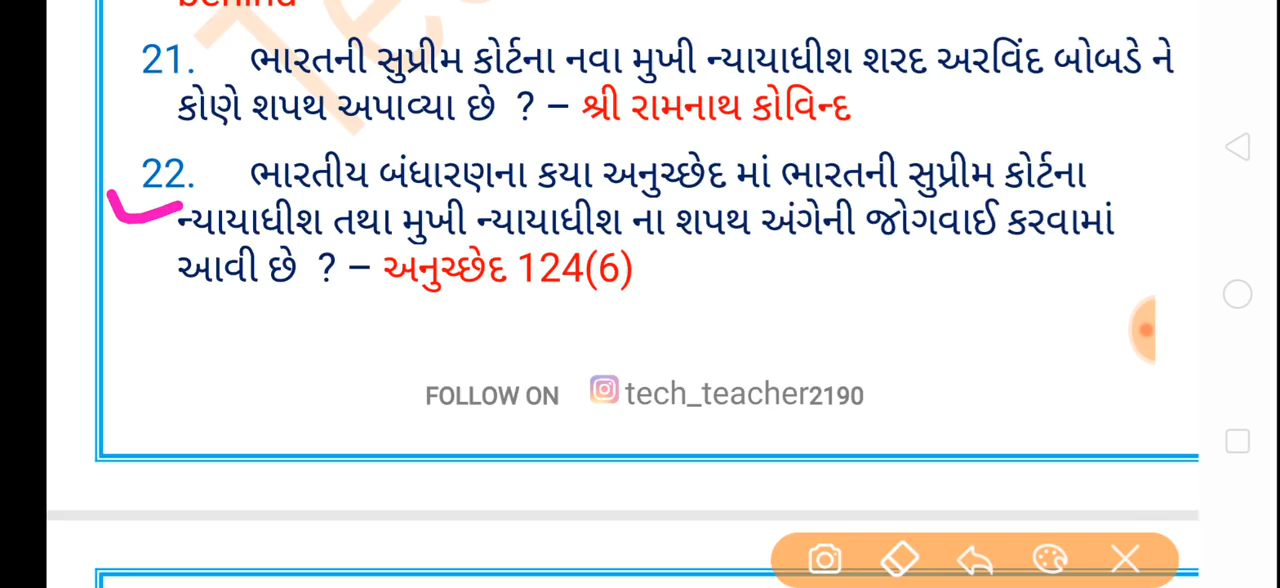 21. ભારતની સુપ્રીમ કોર્ટના નવા મુખી ન્યાયાધીશ શરદ અરવિંદ બોબડે ને
કોણે શપથ અપાવ્યા છે ? – શ્રી રામનાથ કોવિન્દ
22. ભારતીય બંધારણના કયા અનુચ્છેદ માં ભારતની સુપ્રીમ કોર્ટના
ન્યાયાધીશ તથા મુખી ન્યાયાધીશ ના શપથ અંગેની જોગવાઈ કરવામાં
આવી છે ? – અનુચ્છેદ 124(6)
FOLLOW ON tech_teacher2190